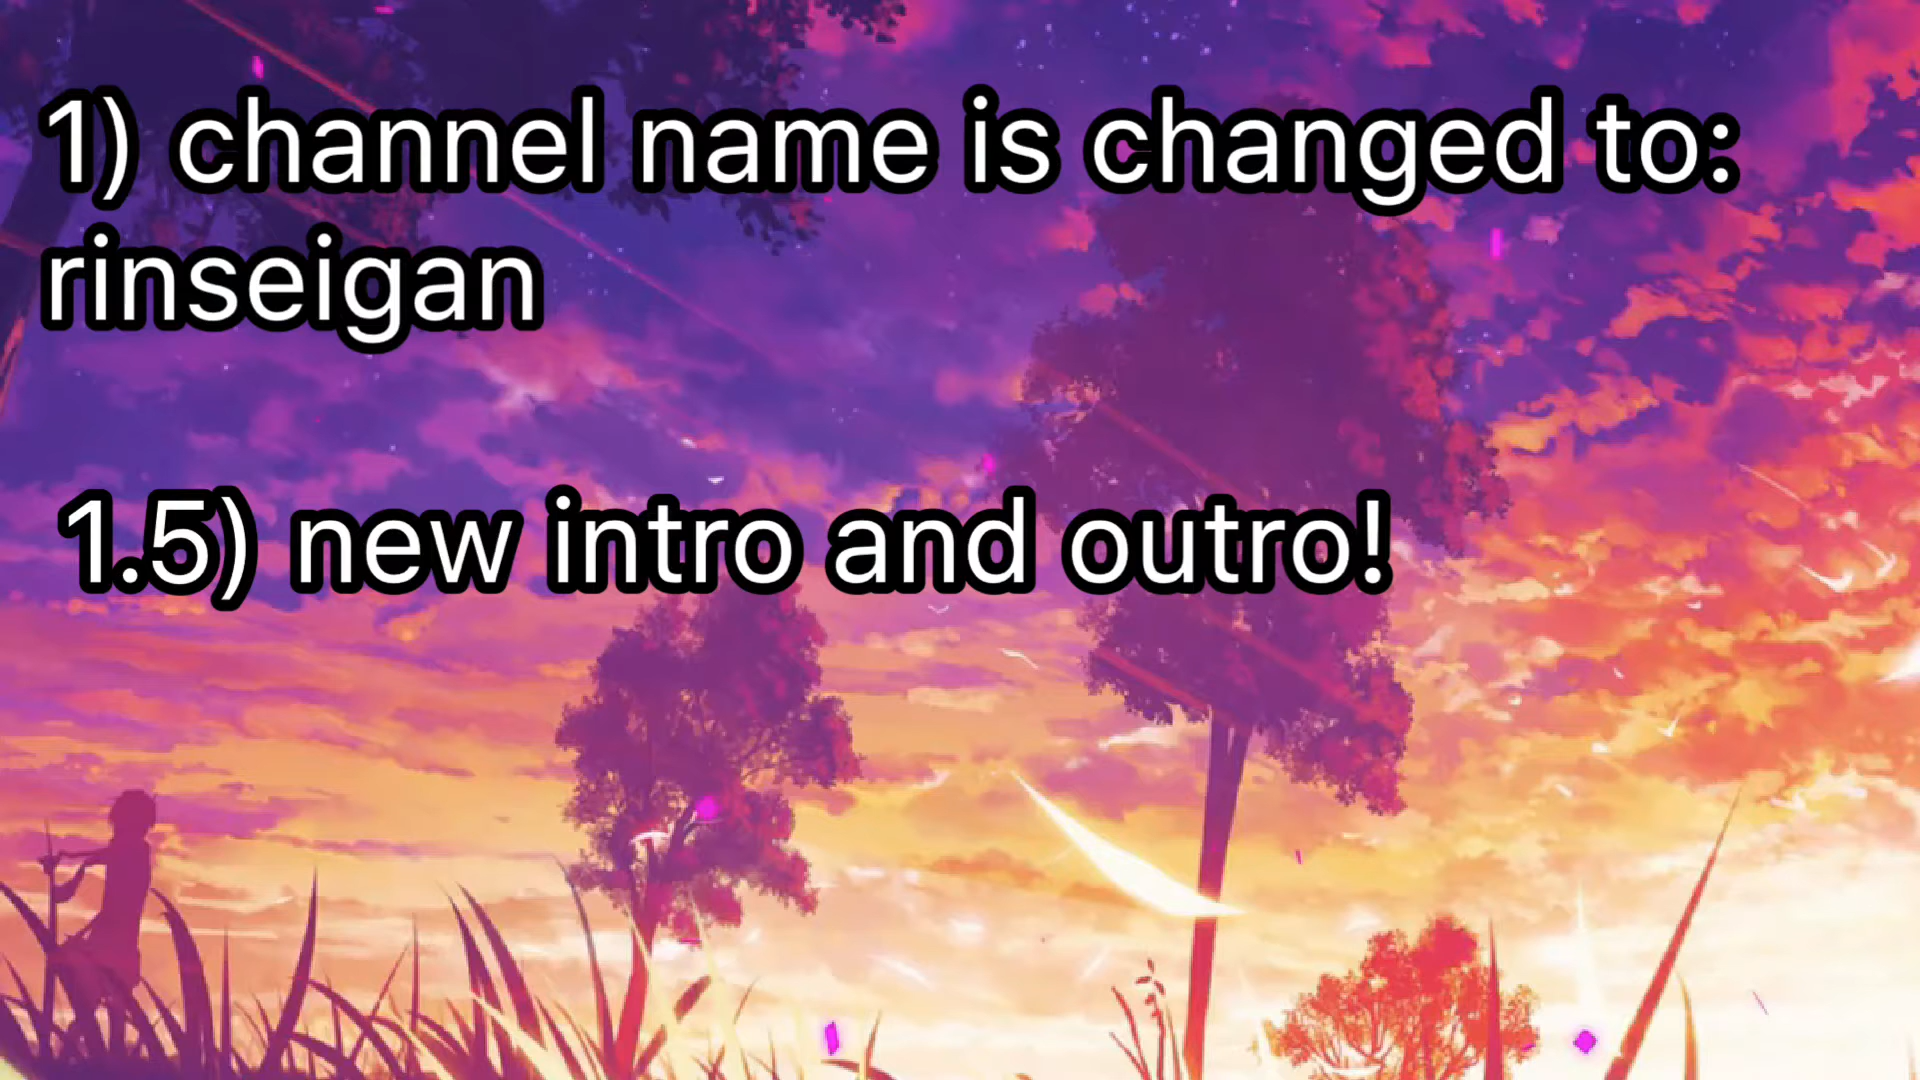 1) channel name is changed to:
rinseigan
1.5) new intro and outro!